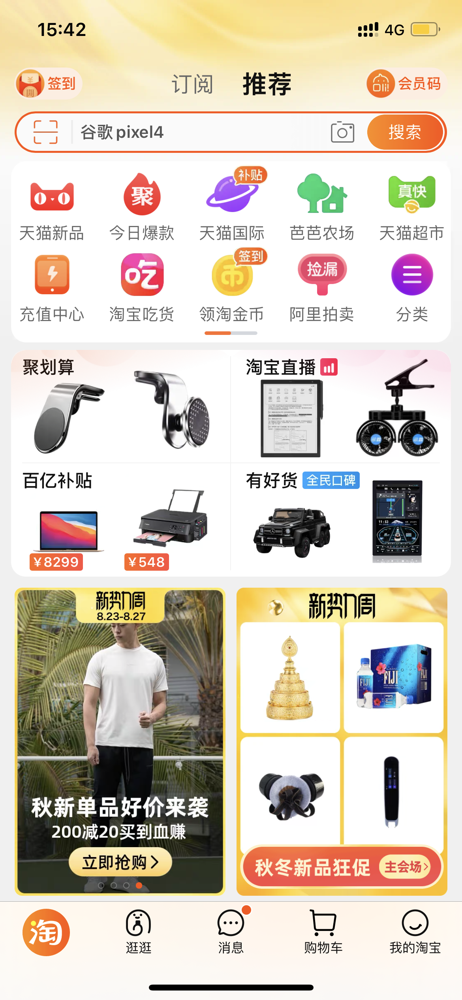 15:42
4G
签到
订阅
推荐
会员码
谷歌 pixel4
搜索
聚
补贴
真快
天猫新品
今日爆款
天猫国际
芭芭农场
天猫超市
吃
币
签到
捡漏
充值中心
淘宝吃货
领淘金币
阿里拍卖
分类
聚划算
淘宝直播
百亿补贴
¥8299
¥548
有好货
全民口碑
11:53
新势力周
8.23-8.27
秋新单品好价来袭
200减20买到血赚
立即抢购
新势力周
FIJI
FIJI
FIJI
FIJI
秋冬新品狂促
主会场
淘
逛逛
消息
购物车
我的淘宝